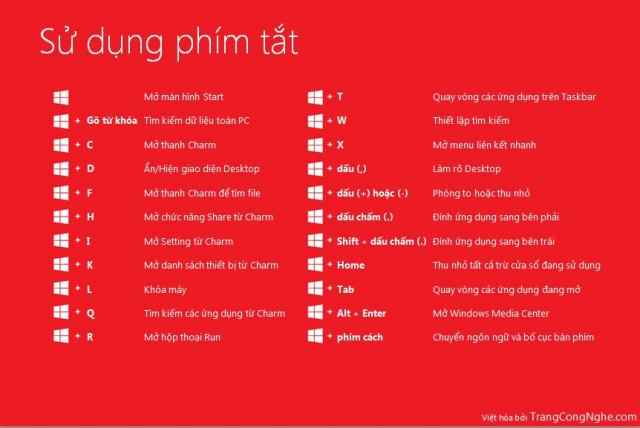 Sử dụng phím tắt
Mở màn hình Start
+ Gõ từ khóa Tìm kiếm dữ liệu toàn PC
+ C Mở thanh Charm
+ D Ẩn/Hiện giao diện Desktop
+ F Mở thanh Charm để tìm file
+ H Mở chức năng Share từ Charm
+ I Mở Setting từ Charm
+ K Mở danh sách thiết bị từ Charm
+ L Khóa máy
+ Q Tìm kiếm các ứng dụng từ Charm
+ R Mở hộp thoại Run
+ T Quay vòng các ứng dụng trên Taskbar
+ W Thiết lập tìm kiếm
+ X Mở menu liên kết nhanh
+ dấu (,) Làm rõ Desktop
+ dấu (+) hoặc (-) Phóng to hoặc thu nhỏ
+ dấu chấm (.) Đính ứng dụng sang bên phải
+ Shift + dấu chấm (.) Đính ứng dụng sang bên trái
+ Home Thu nhỏ tất cả trừ cửa sổ đang sử dụng
+ Tab Quay vòng các ứng dụng đang mở
+ Alt + Enter Mở Windows Media Center
+ phím cách Chuyển ngôn ngữ và bố cục bàn phím
Việt hóa bởi TrangCongNghe.com